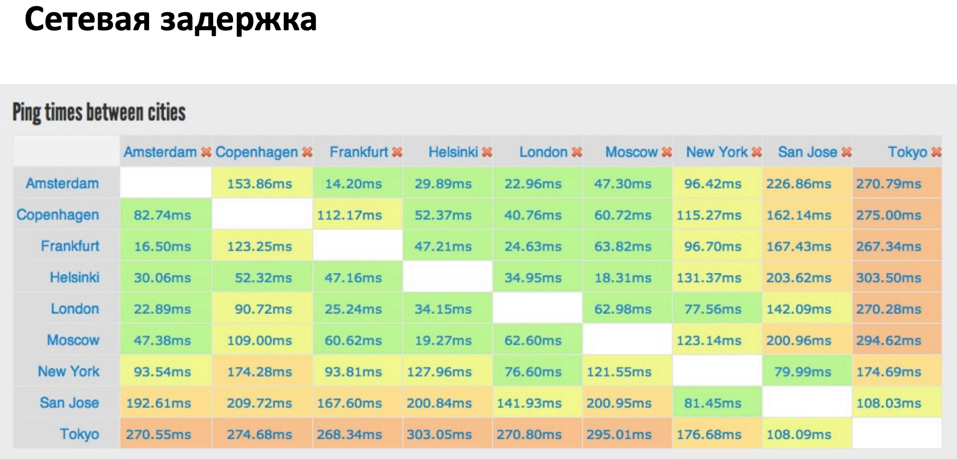 Сетевая задержка
Ping times between cities
Amsterdam Copenhagen Frankfurt Helsinki London Moscow New York San Jose Tokyo
Amsterdam 153.86ms 14.20ms 29.89ms 22.96ms 47.30ms 96.42ms 226.86ms 270.79ms
Copenhagen 82.74ms 112.17ms 52.37ms 40.76ms 60.72ms 115.27ms 162.14ms 275.00ms
Frankfurt 16.50ms 123.25ms 47.21ms 24.63ms 63.82ms 96.70ms 167.43ms 267.34ms
Helsinki 30.06ms 52.32ms 47.16ms 34.95ms 18.31ms 131.37ms 203.62ms 303.50ms
London 22.89ms 90.72ms 25.24ms 34.15ms 62.98ms 77.56ms 142.09ms 270.28ms
Moscow 47.38ms 109.00ms 60.62ms 19.27ms 62.60ms 123.14ms 200.96ms 294.62ms
New York 93.54ms 174.28ms 93.81ms 127.96ms 76.60ms 121.55ms 79.99ms 174.69ms
San Jose 192.61ms 209.72ms 167.60ms 200.84ms 141.93ms 200.95ms 81.45ms 108.03ms
Tokyo 270.55ms 274.68ms 268.34ms 303.05ms 270.80ms 295.01ms 176.68ms 108.09ms